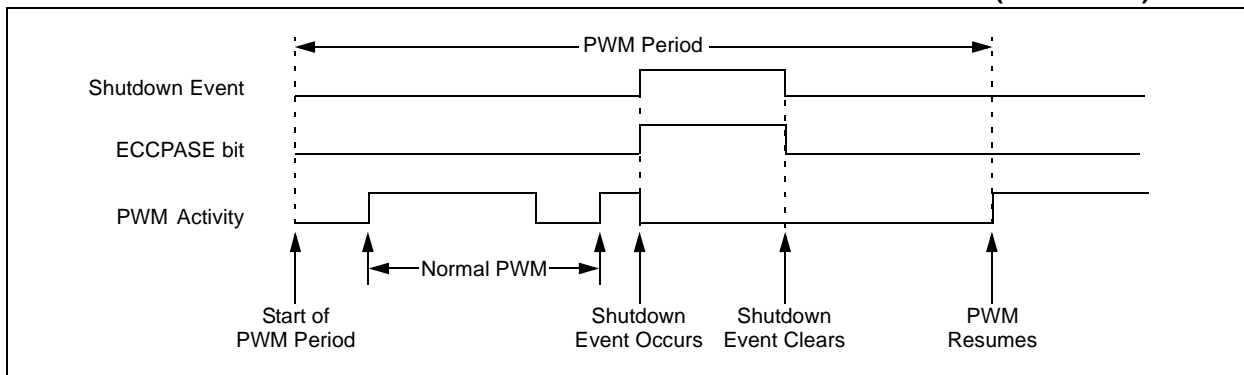 PWM Period
Shutdown Event
ECCPASE bit
PWM Activity
Normal PWM
Start of
PWM Period
Shutdown
Event Occurs
Shutdown
Event Clears
PWM
Resumes